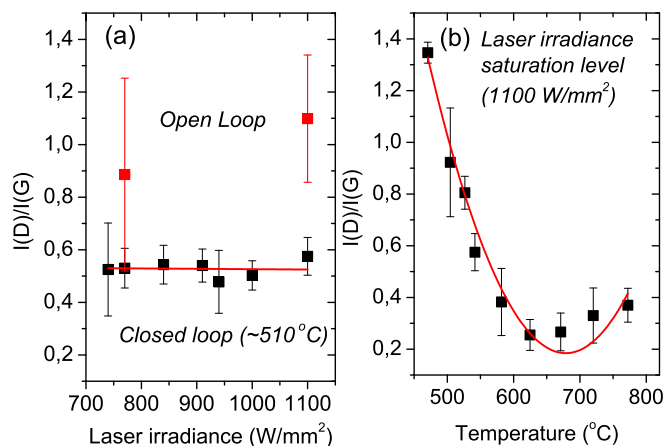 (a)
Open Loop
Closed loop (~510 °C)
I(D)/I(G)
1,4
1,2
1,0
0,8
0,6
0,4
0,2
700 800 900 1000 1100
Laser irradiance (W/mm²)
(b)
Laser irradiance
saturation level
(1100 W/mm²)
I(D)/I(G)
1,4
1,2
1,0
0,8
0,6
0,4
0,2
500 600 700 800
Temperature (°C)